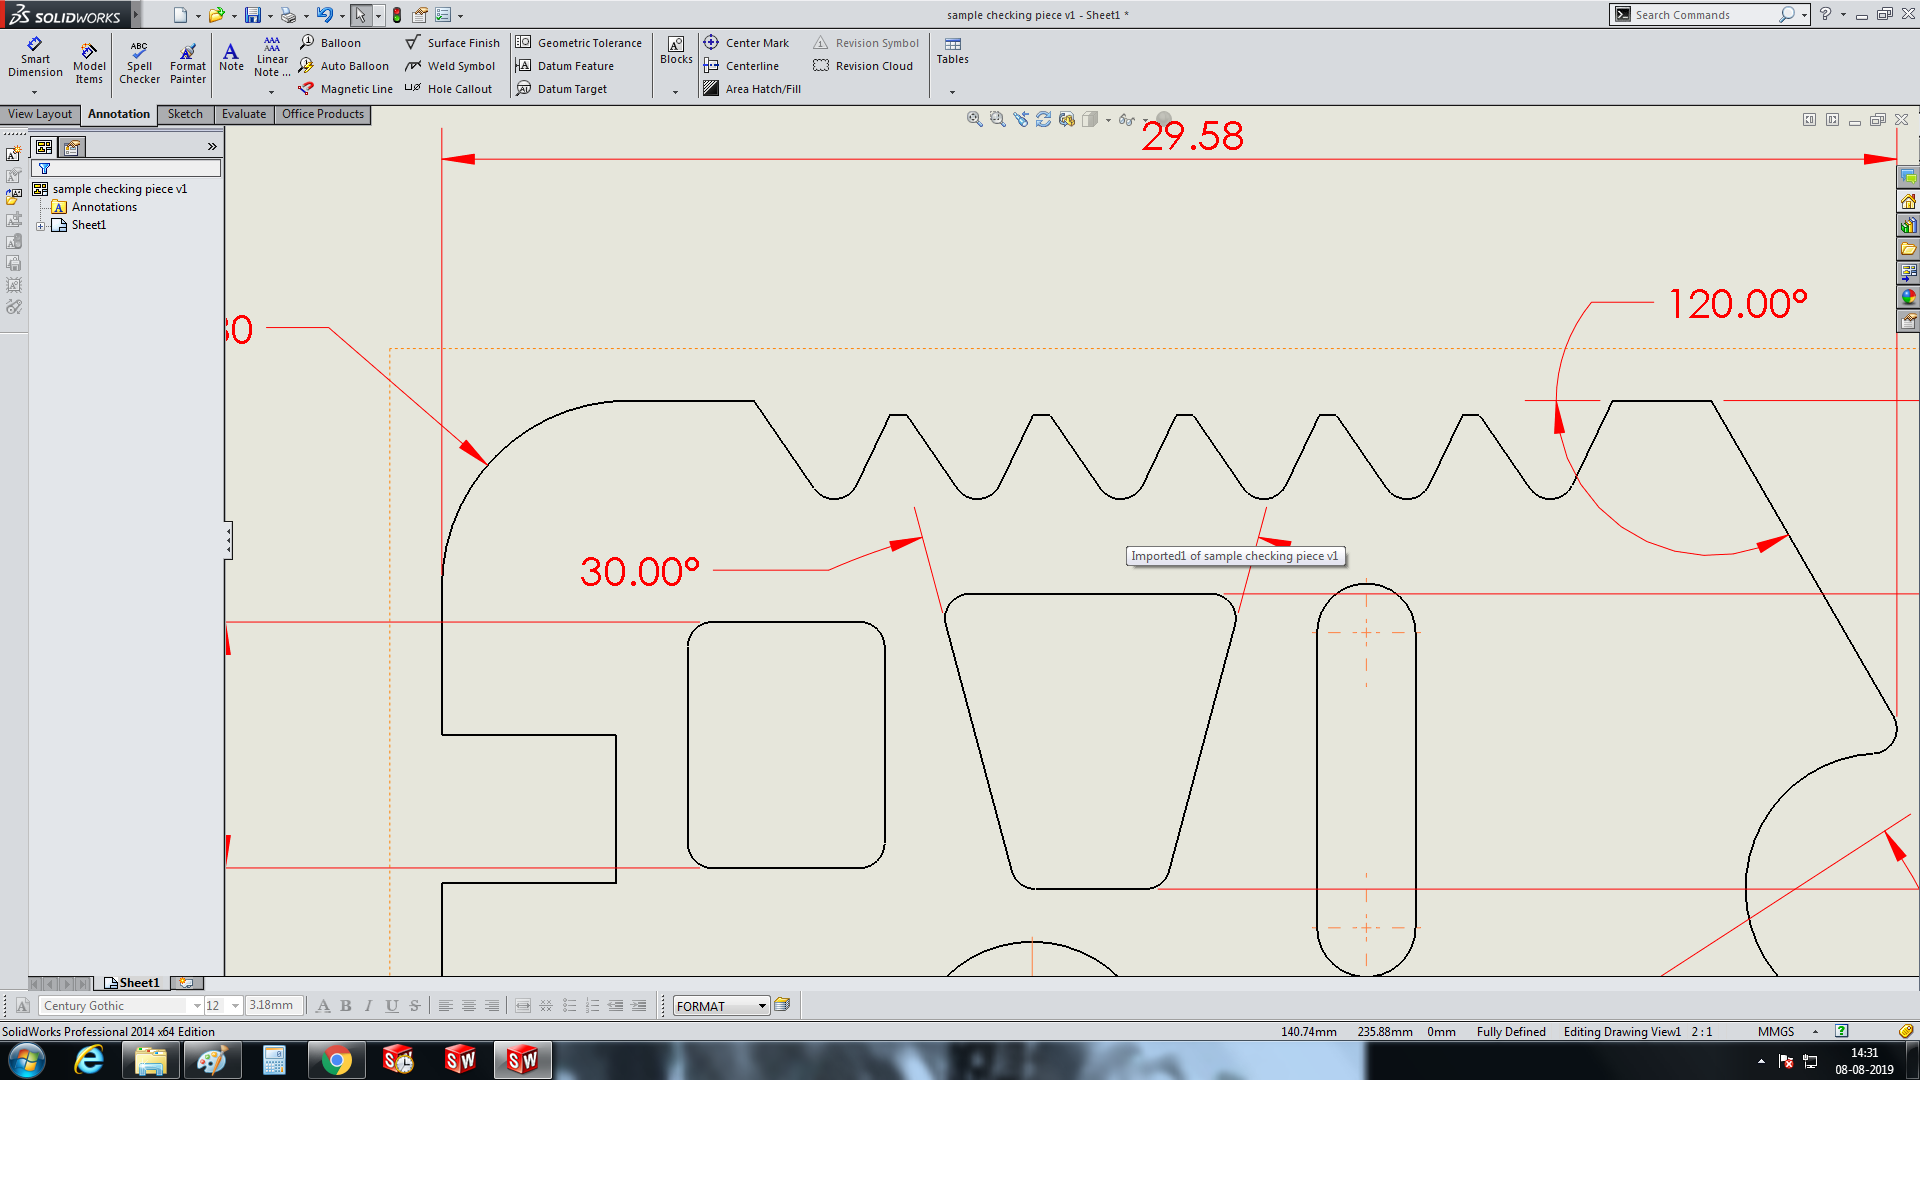 SOLIDWORKS
sample checking piece v1 - Sheet1 *
Search Commands
Smart Dimension
Model Items
ABC
Spell Checker
Format Painter
Note
Linear Note ...
Balloon
Auto Balloon
Magnetic Line
Surface Finish
Weld Symbol
Hole Callout
Geometric Tolerance
Datum Feature
Datum Target
Blocks
Center Mark
Centerline
Area Hatch/Fill
Revision Symbol
Revision Cloud
Tables
View Layout
Annotation
Sketch
Evaluate
Office Products
sample checking piece v1
Annotations
Sheet1
29.58
120.00°
30
30.00°
Imported1 of sample checking piece v1
Sheet1
Century Gothic
12
3.18mm
A B I U S
FORMAT
SolidWorks Professional 2014 x64 Edition
140.74mm
235.88mm
0mm
Fully Defined
Editing Drawing View1
2 : 1
MMGS
14:31
08-08-2019